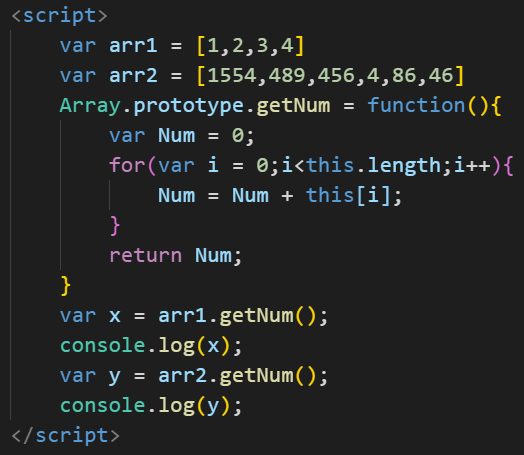 <script>
    var arr1 = [1,2,3,4]
    var arr2 = [1554,489,456,4,86,46]
    Array.prototype.getNum = function(){
        var Num = 0;
        for(var i = 0;i<this.length;i++){
            Num = Num + this[i];
        }
        return Num;
    }
    var x = arr1.getNum();
    console.log(x);
    var y = arr2.getNum();
    console.log(y);
</script>